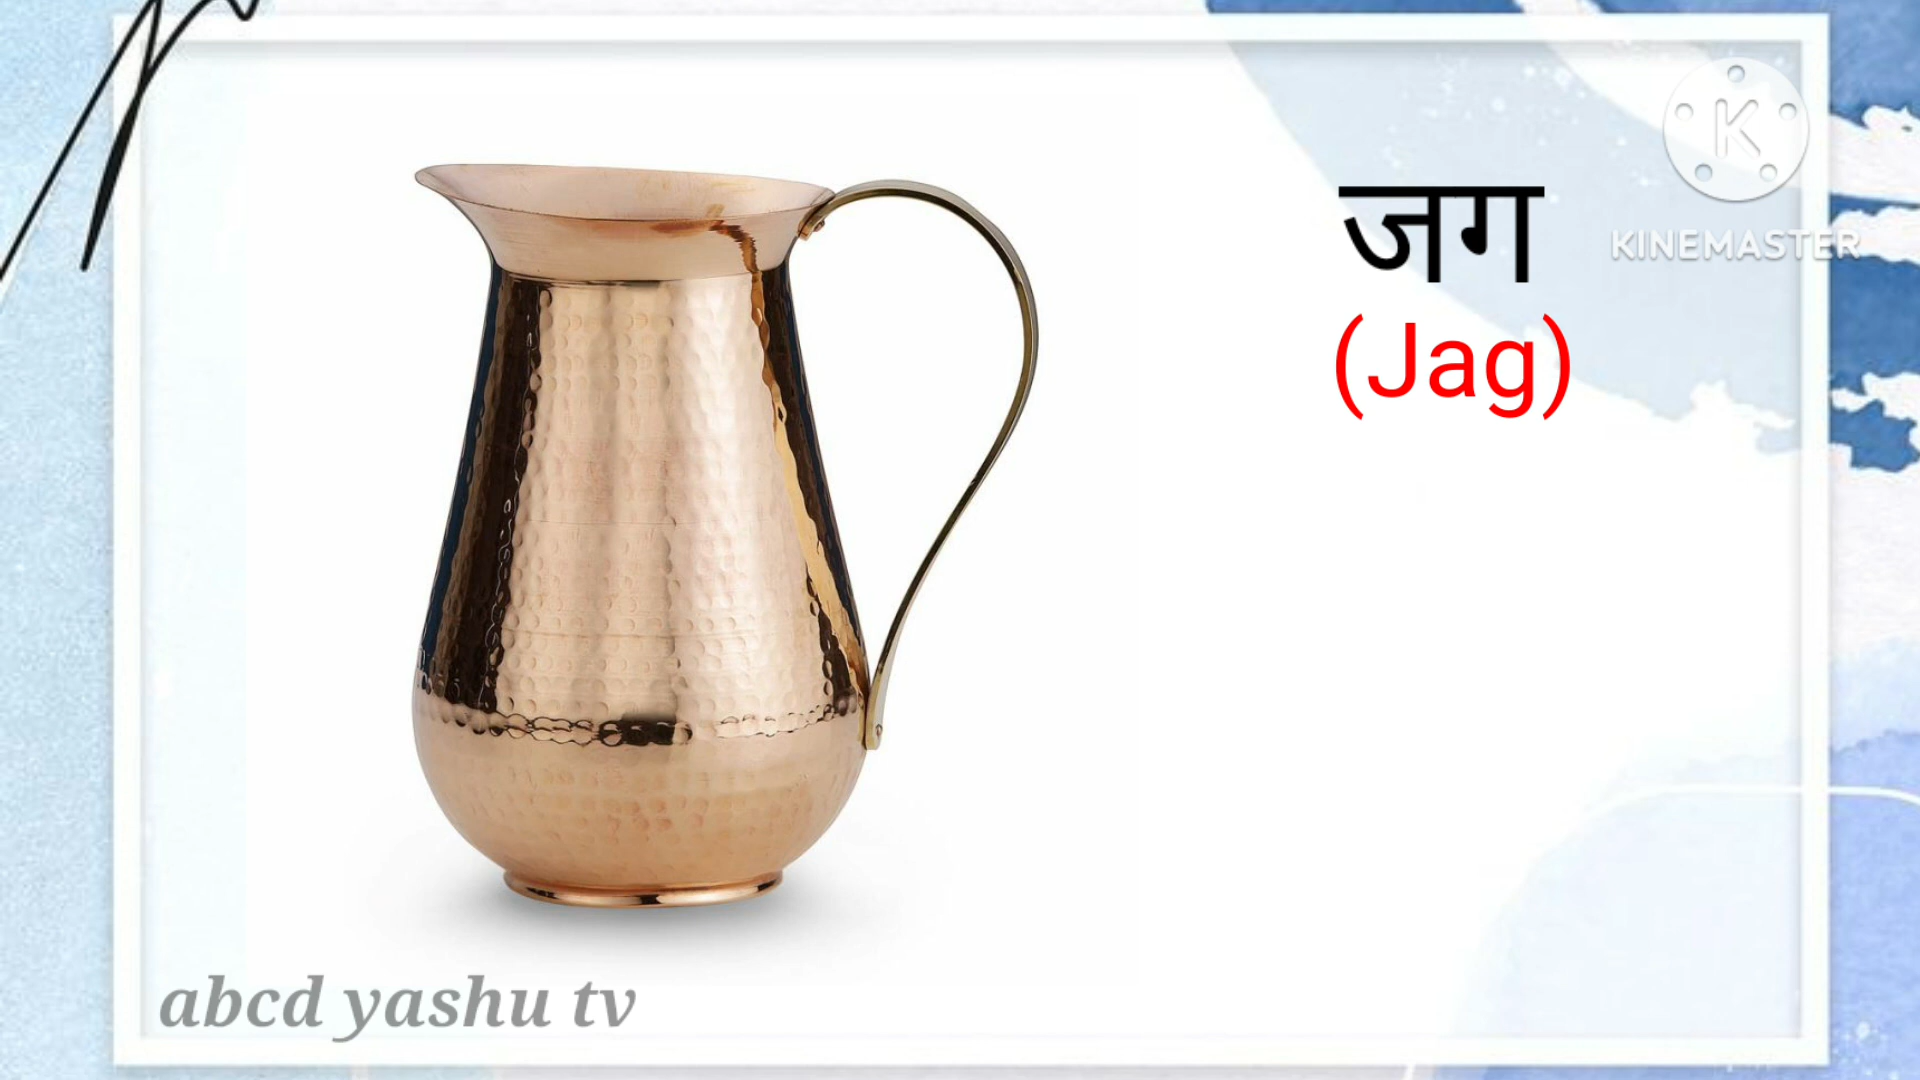 जग
(Jag)
K
KINEMASTER
abcd yashu tv